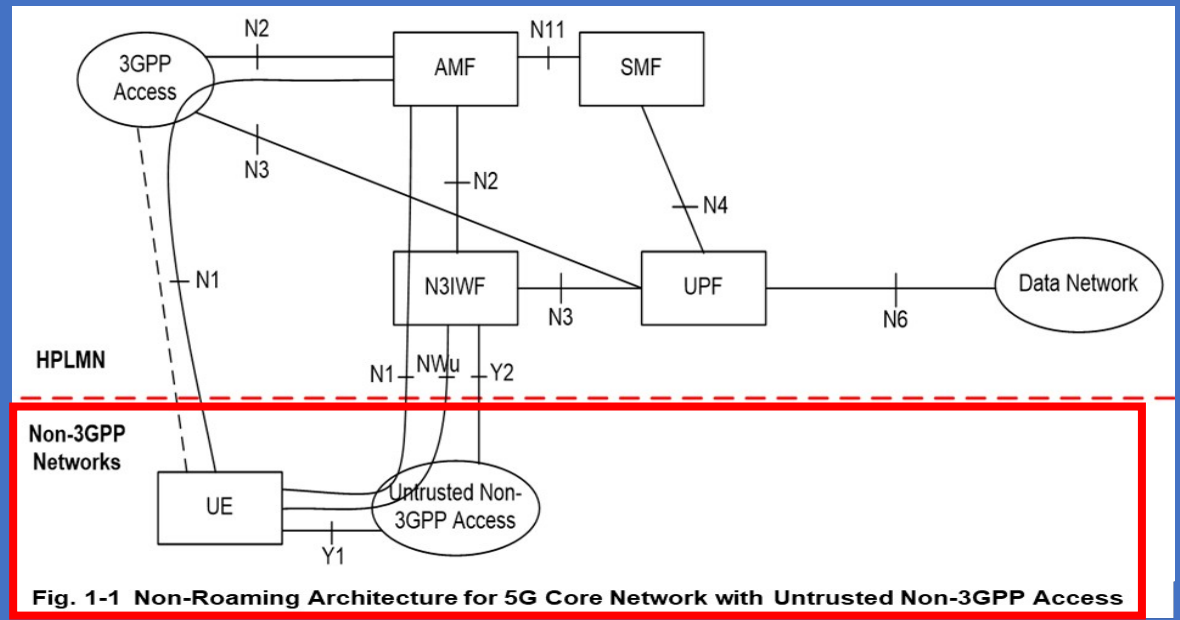 N2
N11
3GPP
Access
AMF
SMF
N3
N2
N4
N1
N3IWF
UPF
Data Network
N3
N6
HPLMN
N1
NWu
Y2
Non-3GPP
Networks
UE
Untrusted Non-
3GPP Access
Y1
Fig. 1-1 Non-Roaming Architecture for 5G Core Network with Untrusted Non-3GPP Access